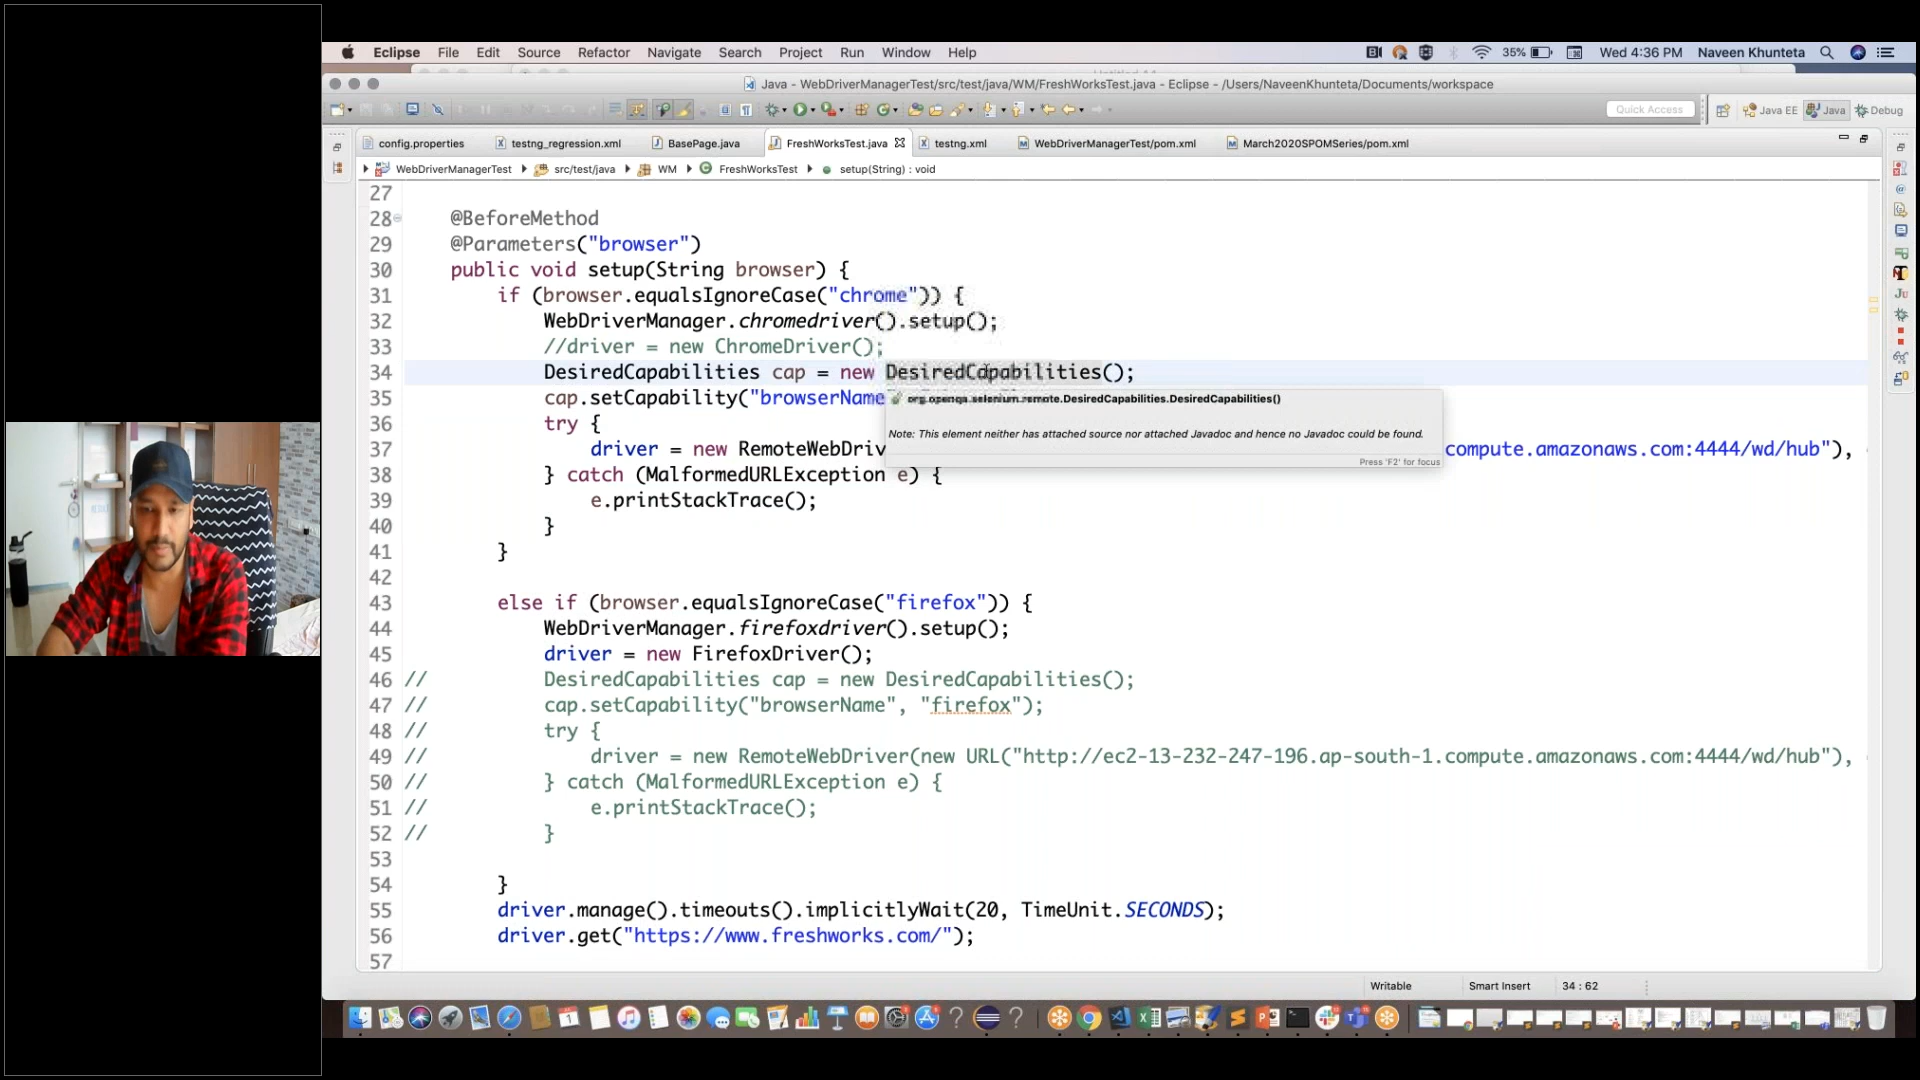 Eclipse File Edit Source Refactor Navigate Search Project Run Window Help 35% Wed 4:36 PM Naveen Khunteta
Java - WebDriverManagerTest/src/test/java/WM/FreshWorksTest.java - Eclipse - /Users/NaveenKhunteta/Documents/workspace
Quick Access Java EE Java Debug
config.properties testng_regression.xml BasePage.java FreshWorksTest.java testng.xml WebDriverManagerTest/pom.xml March2020SPOMSeries/pom.xml
WebDriverManagerTest src/test/java WM FreshWorksTest setup(String) : void
27
28 @BeforeMethod
29 @Parameters("browser")
30 public void setup(String browser) {
31 if (browser.equalsIgnoreCase("chrome")) {
32 WebDriverManager.chromedriver().setup();
33 //driver = new ChromeDriver();
34 DesiredCapabilities cap = new DesiredCapabilities();
35 cap.setCapability("browserName
org.openqa.selenium.remote.DesiredCapabilities.DesiredCapabilities()
36 try {
Note: This element neither has attached source nor attached Javadoc and hence no Javadoc could be found.
37 driver = new RemoteWebDriv compute.amazonaws.com:4444/wd/hub"),
Press 'F2' for focus
38 } catch (MalformedURLException e) {
39 e.printStackTrace();
40 }
41 }
42
43 else if (browser.equalsIgnoreCase("firefox")) {
44 WebDriverManager.firefoxdriver().setup();
45 driver = new FirefoxDriver();
46 // DesiredCapabilities cap = new DesiredCapabilities();
47 // cap.setCapability("browserName", "firefox");
48 // try {
49 // driver = new RemoteWebDriver(new URL("http://ec2-13-232-247-196.ap-south-1.compute.amazonaws.com:4444/wd/hub"),
50 // } catch (MalformedURLException e) {
51 // e.printStackTrace();
52 // }
53
54 }
55 driver.manage().timeouts().implicitlyWait(20, TimeUnit.SECONDS);
56 driver.get("https://www.freshworks.com/");
57
Writable Smart Insert 34 : 62